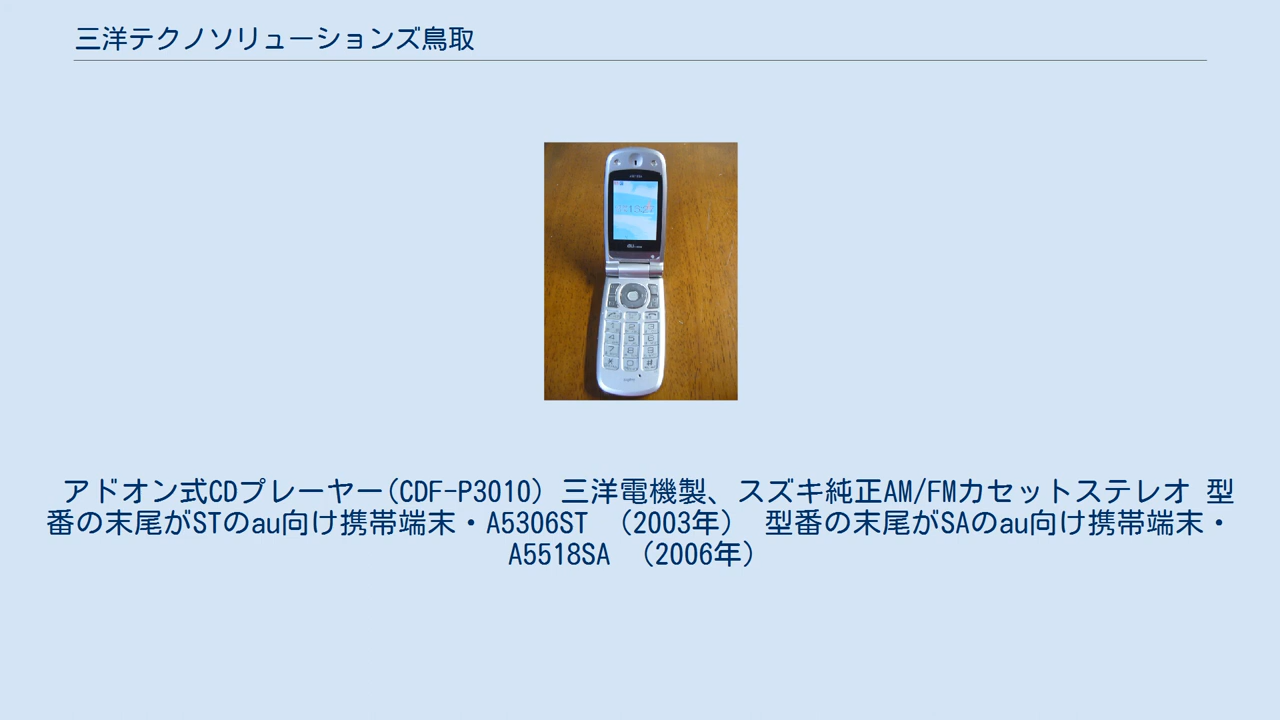 三洋テクノソリューションズ鳥取
アドオン式CDプレーヤー(CDF-P3010) 三洋電機製、スズキ純正AM/FMカセットステレオ 型
番の末尾がSTのau向け携帯端末・A5306ST （2003年） 型番の末尾がSAのau向け携帯端末・
A5518SA （2006年）